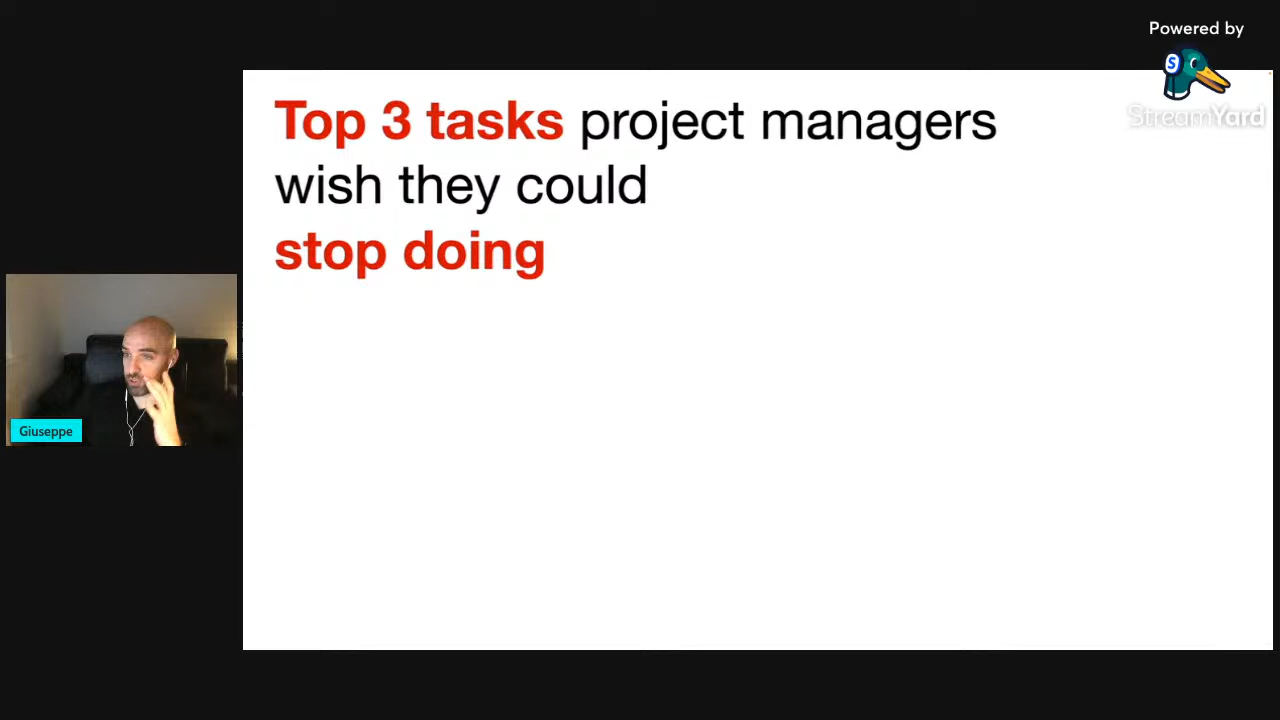 Powered by
S
StreamYard
Top 3 tasks project managers
wish they could
stop doing
Giuseppe